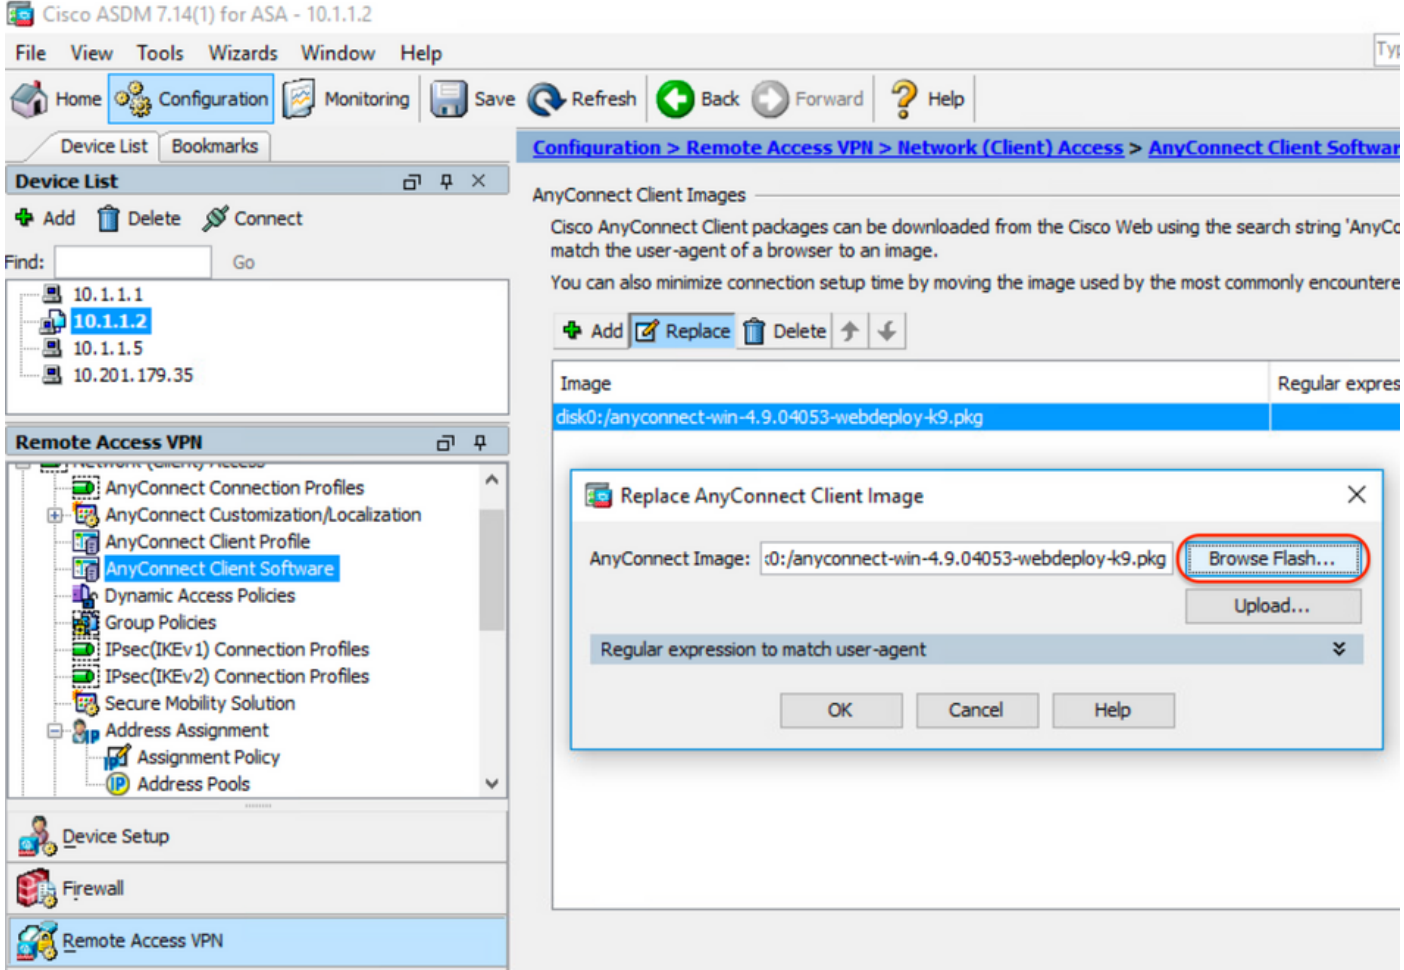 Cisco ASDM 7.14(1) for ASA - 10.1.1.2
File View Tools Wizards Window Help
Home Configuration Monitoring Save Refresh Back Forward Help
Device List Bookmarks
Device List
Add Delete Connect
Find: Go
10.1.1.1
10.1.1.2
10.1.1.5
10.201.179.35
Remote Access VPN
Network (Client) Access
AnyConnect Connection Profiles
AnyConnect Customization/Localization
AnyConnect Client Profile
AnyConnect Client Software
Dynamic Access Policies
Group Policies
IPsec(IKEv1) Connection Profiles
IPsec(IKEv2) Connection Profiles
Secure Mobility Solution
Address Assignment
Assignment Policy
Address Pools
Device Setup
Firewall
Remote Access VPN
Configuration > Remote Access VPN > Network (Client) Access > AnyConnect Client Softwar
AnyConnect Client Images
Cisco AnyConnect Client packages can be downloaded from the Cisco Web using the search string 'AnyCo
match the user-agent of a browser to an image.
You can also minimize connection setup time by moving the image used by the most commonly encountere
Add Replace Delete
Image Regular expres
disk0:/anyconnect-win-4.9.04053-webdeploy-k9.pkg
Replace AnyConnect Client Image
AnyConnect Image: :0:/anyconnect-win-4.9.04053-webdeploy-k9.pkg Browse Flash...
Upload...
Regular expression to match user-agent
OK Cancel Help